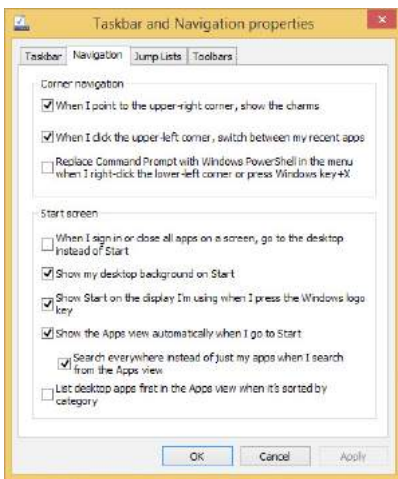 Taskbar and Navigation properties
Taskbar Navigation Jump Lists Toolbars
Corner navigation
When I point to the upper-right corner, show the charms
When I click the upper-left corner, switch between my recent apps
Replace Command Prompt with Windows PowerShell in the menu
when I right-click the lower-left corner or press Windows key+X
Start screen
When I sign in or close all apps on a screen, go to the desktop
instead of Start
Show my desktop background on Start
Show Start on the display I'm using when I press the Windows logo
key
Show the Apps view automatically when I go to Start
Search everywhere instead of just my apps when I search
from the Apps view
List desktop apps first in the Apps view when it's sorted by
category
OK Cancel Apply